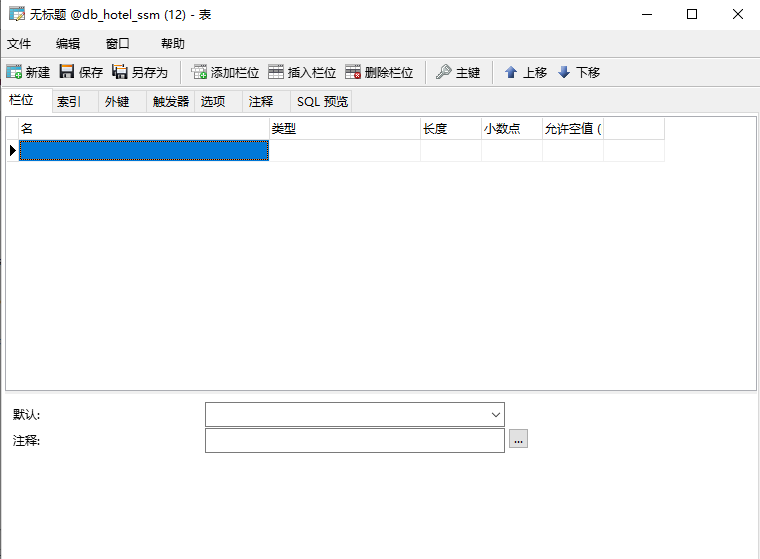 无标题 @db_hotel_ssm (12) - 表
文件 编辑 窗口 帮助
新建 保存 另存为 添加栏位 插入栏位 删除栏位 主键 上移 下移
栏位 索引 外键 触发器 选项 注释 SQL 预览
名 类型 长度 小数点 允许空值 (
默认:
注释:
...